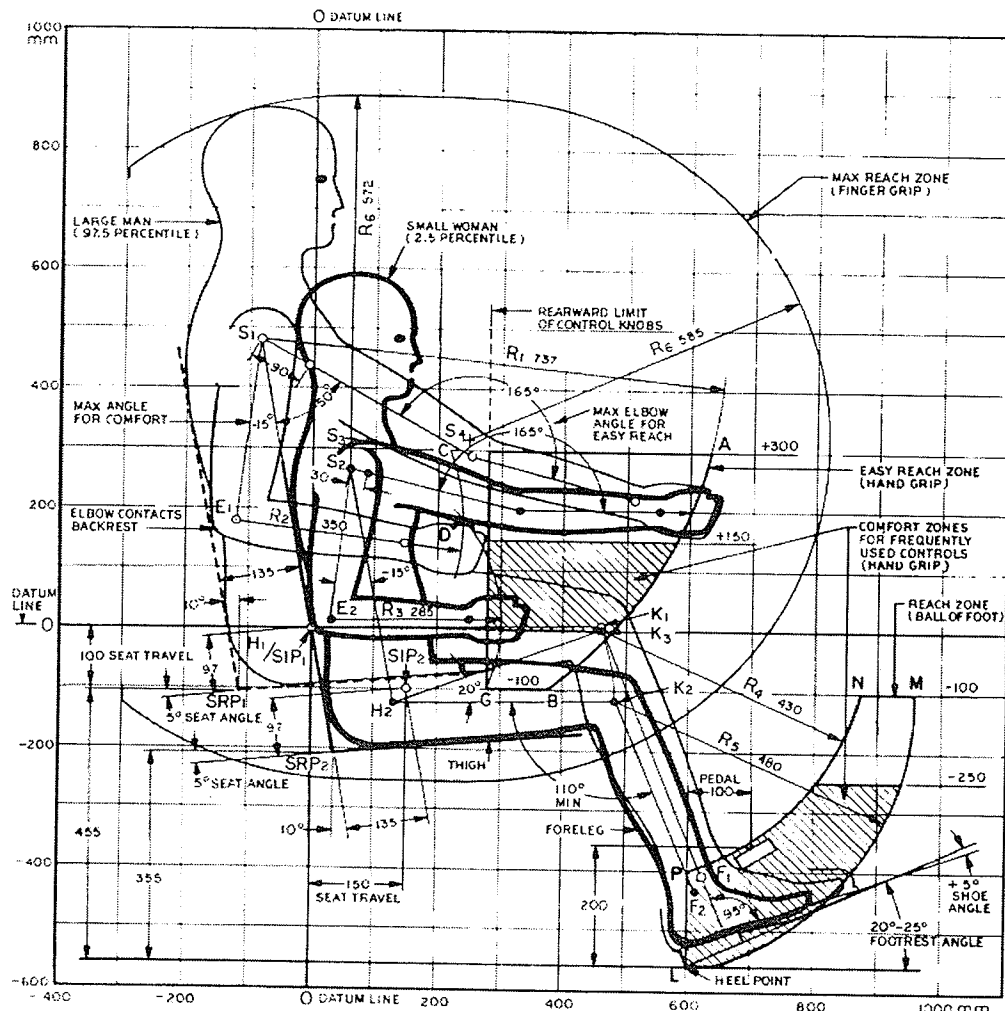 O DATUM LINE
1000
mm
800
600
400
200
DATUM
LINE
0
-200
-400
-600
-400
-200
0
O DATUM LINE
200
400
600
800
1000 mm
MAX REACH ZONE
(FINGER GRIP)
LARGE MAN
(97.5 PERCENTILE)
R6 572
SMALL WOMAN
(2.5 PERCENTILE)
REARWARD LIMIT
OF CONTROL KNOBS
R6 585
S1
R1 737
90
50°
165°
MAX ANGLE
FOR COMFORT
-15°
MAX ELBOW
ANGLE FOR
EASY REACH
S4
165°
S3
C
A
+300
S2
30
EASY REACH ZONE
(HAND GRIP)
E1
R2
350
D
ELBOW CONTACTS
BACKREST
+150
COMFORT ZONES
FOR FREQUENTLY
USED CONTROLS
(HAND GRIP)
135
-15°
10°
E2
R3 285
K1
K3
REACH ZONE
(BALL OF FOOT)
H1
/SIP1
SIP2
100 SEAT TRAVEL
97
20°
-100
G
B
K2
H2
R4
430
N
M
-100
SRP1
5° SEAT ANGLE
97
R5
480
SRP2
5° SEAT ANGLE
THIGH
110°
MIN
PEDAL
100
-250
10°
135
FORELEG
455
355
150
SEAT TRAVEL
200
P
F1
F2
95°
+5°
SHOE
ANGLE
20°-25°
FOOTREST ANGLE
L
HEEL POINT